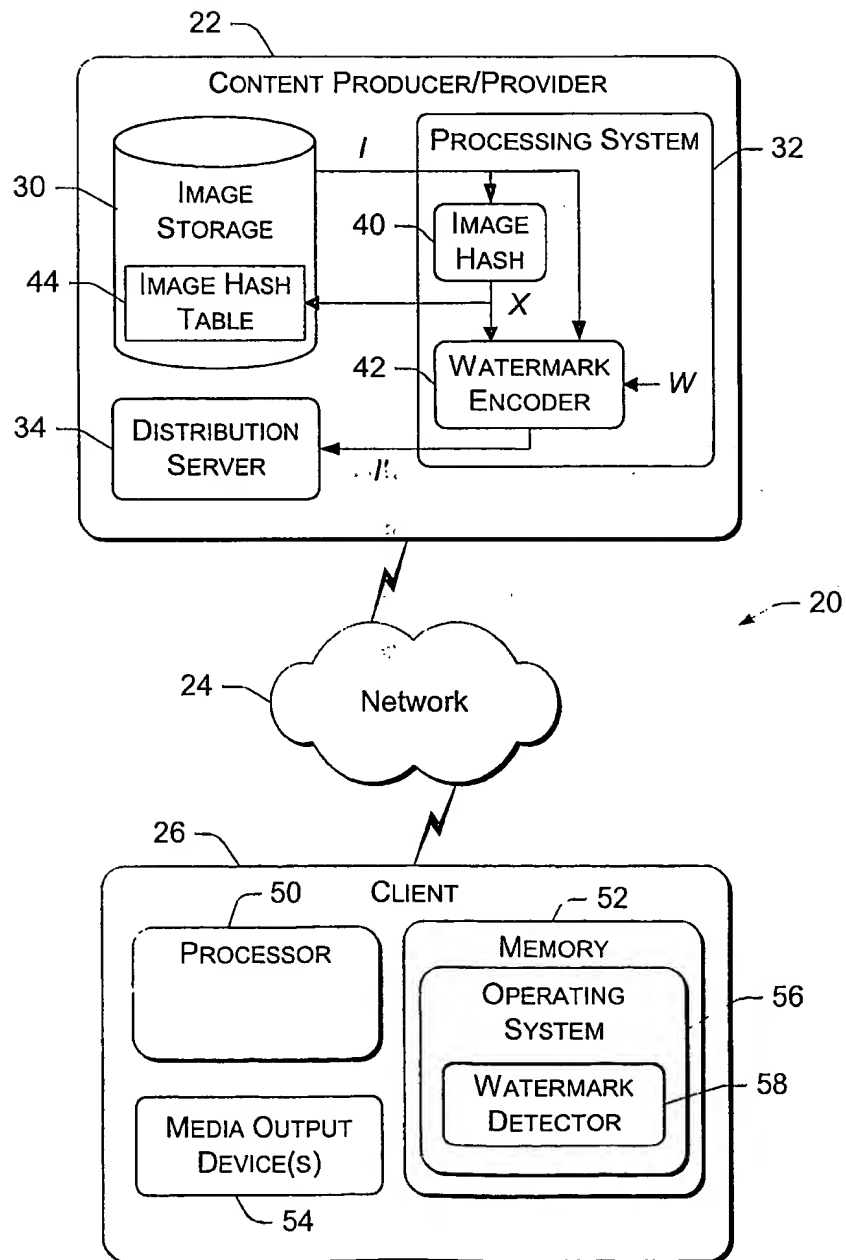 22
CONTENT PRODUCER/PROVIDER
I
PROCESSING SYSTEM
32
30
IMAGE
STORAGE
40
IMAGE
HASH
44
IMAGE HASH
TABLE
X
42
WATERMARK
ENCODER
W
34
DISTRIBUTION
SERVER
20
24
Network
26
CLIENT
50
PROCESSOR
52
MEMORY
OPERATING
SYSTEM
56
WATERMARK
DETECTOR
58
MEDIA OUTPUT
DEVICE(S)
54